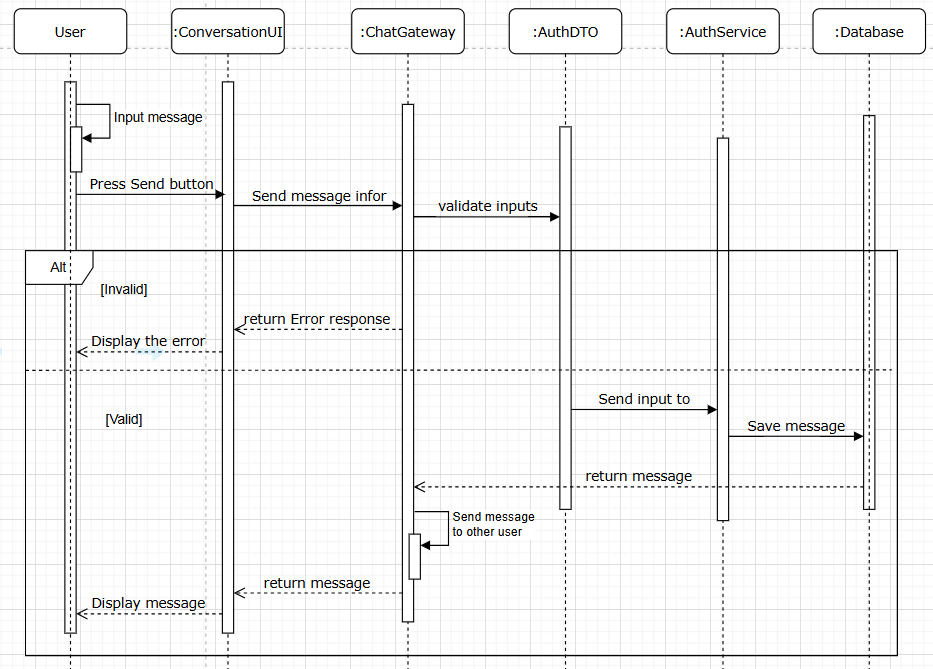 User
:ConversationUI
:ChatGateway
:AuthDTO
:AuthService
:Database
Input message
Press Send button
Send message infor
validate inputs
Alt
[Invalid]
return Error response
Display the error
[Valid]
Send input to
Save message
return message
Send message
to other user
return message
Display message